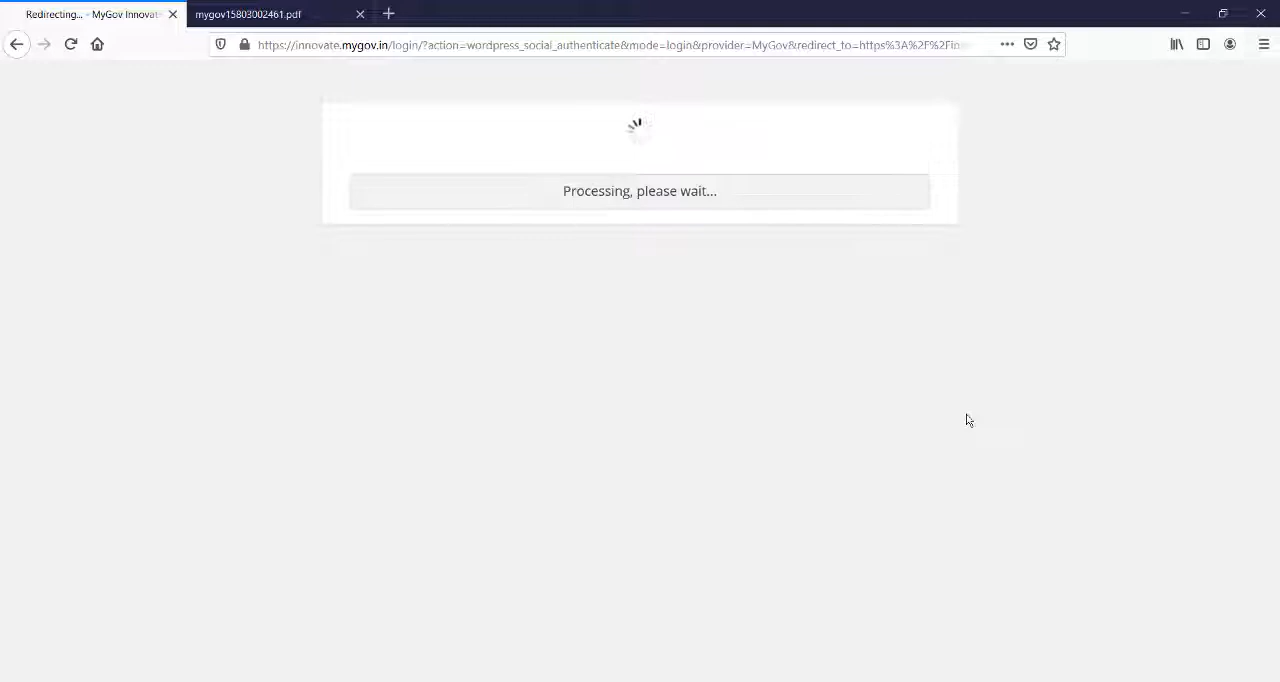 Redirecting... - MyGov Innovat
mygov15803002461.pdf
https://innovate.mygov.in/login/?action=wordpress_social_authenticate&mode=login&provider=MyGov&redirect_to=https%3A%2F%2Fin
Processing, please wait...